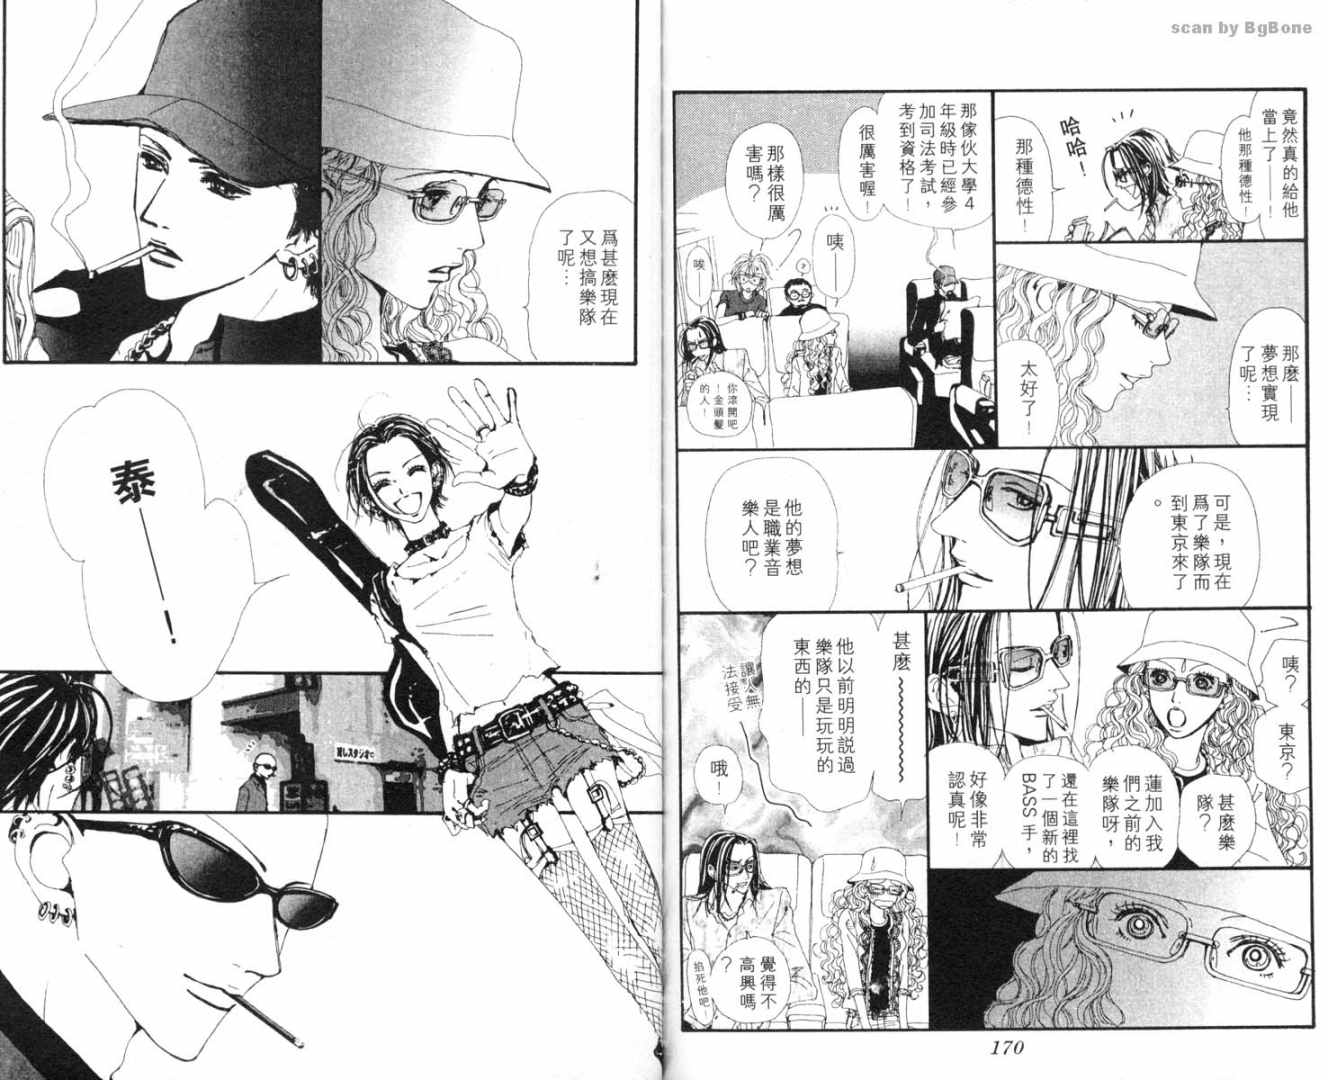 scan by BgBone
竟然真的給他
當上了——！
他那種德性——！
哈哈！
那種德性！
那傢伙大學4
年級時已經參
加司法考試，
考到資格了！
很厲害喔！
那樣很厲
害嗎？
咦——！
唉——！
你滾開吧
！金頭髮
的人！
那麼——
夢想實現
了呢…
太好了！
可是，現在
爲了樂隊而
到東京來了
。
他的夢想
是職業音
樂人吧？
咦？
東京？
甚麼樂
隊？
蓮加入我
們之前的
樂隊呀，
還在這裡找
了一個新的
BASS手，
好像非常
認真呢！
甚麼～～～
他以前明明説過
樂隊只是玩玩的
東西的——
讓
無
法接受
哦！
覺得不
高興嗎
？
掐死他吧！
170
爲甚麼現在
又想搞樂隊
了呢…
泰——！
貸しスタジオ